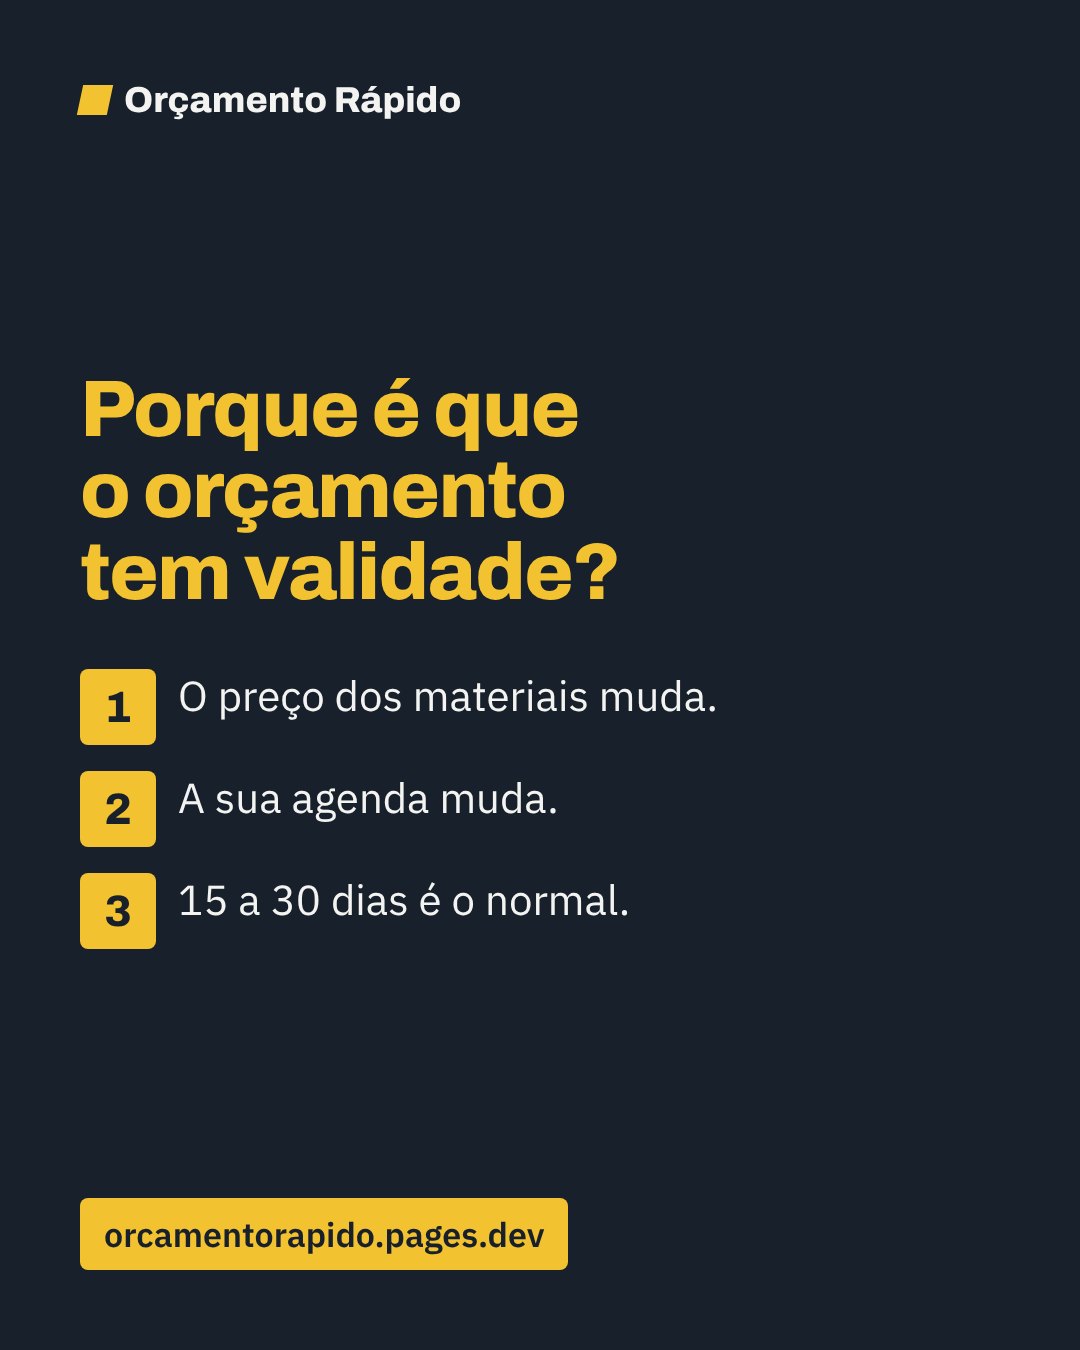 Orçamento Rápido
Porque é que
o orçamento
tem validade?
1 O preço dos materiais muda.
2 A sua agenda muda.
3 15 a 30 dias é o normal.
orcamentorapido.pages.dev